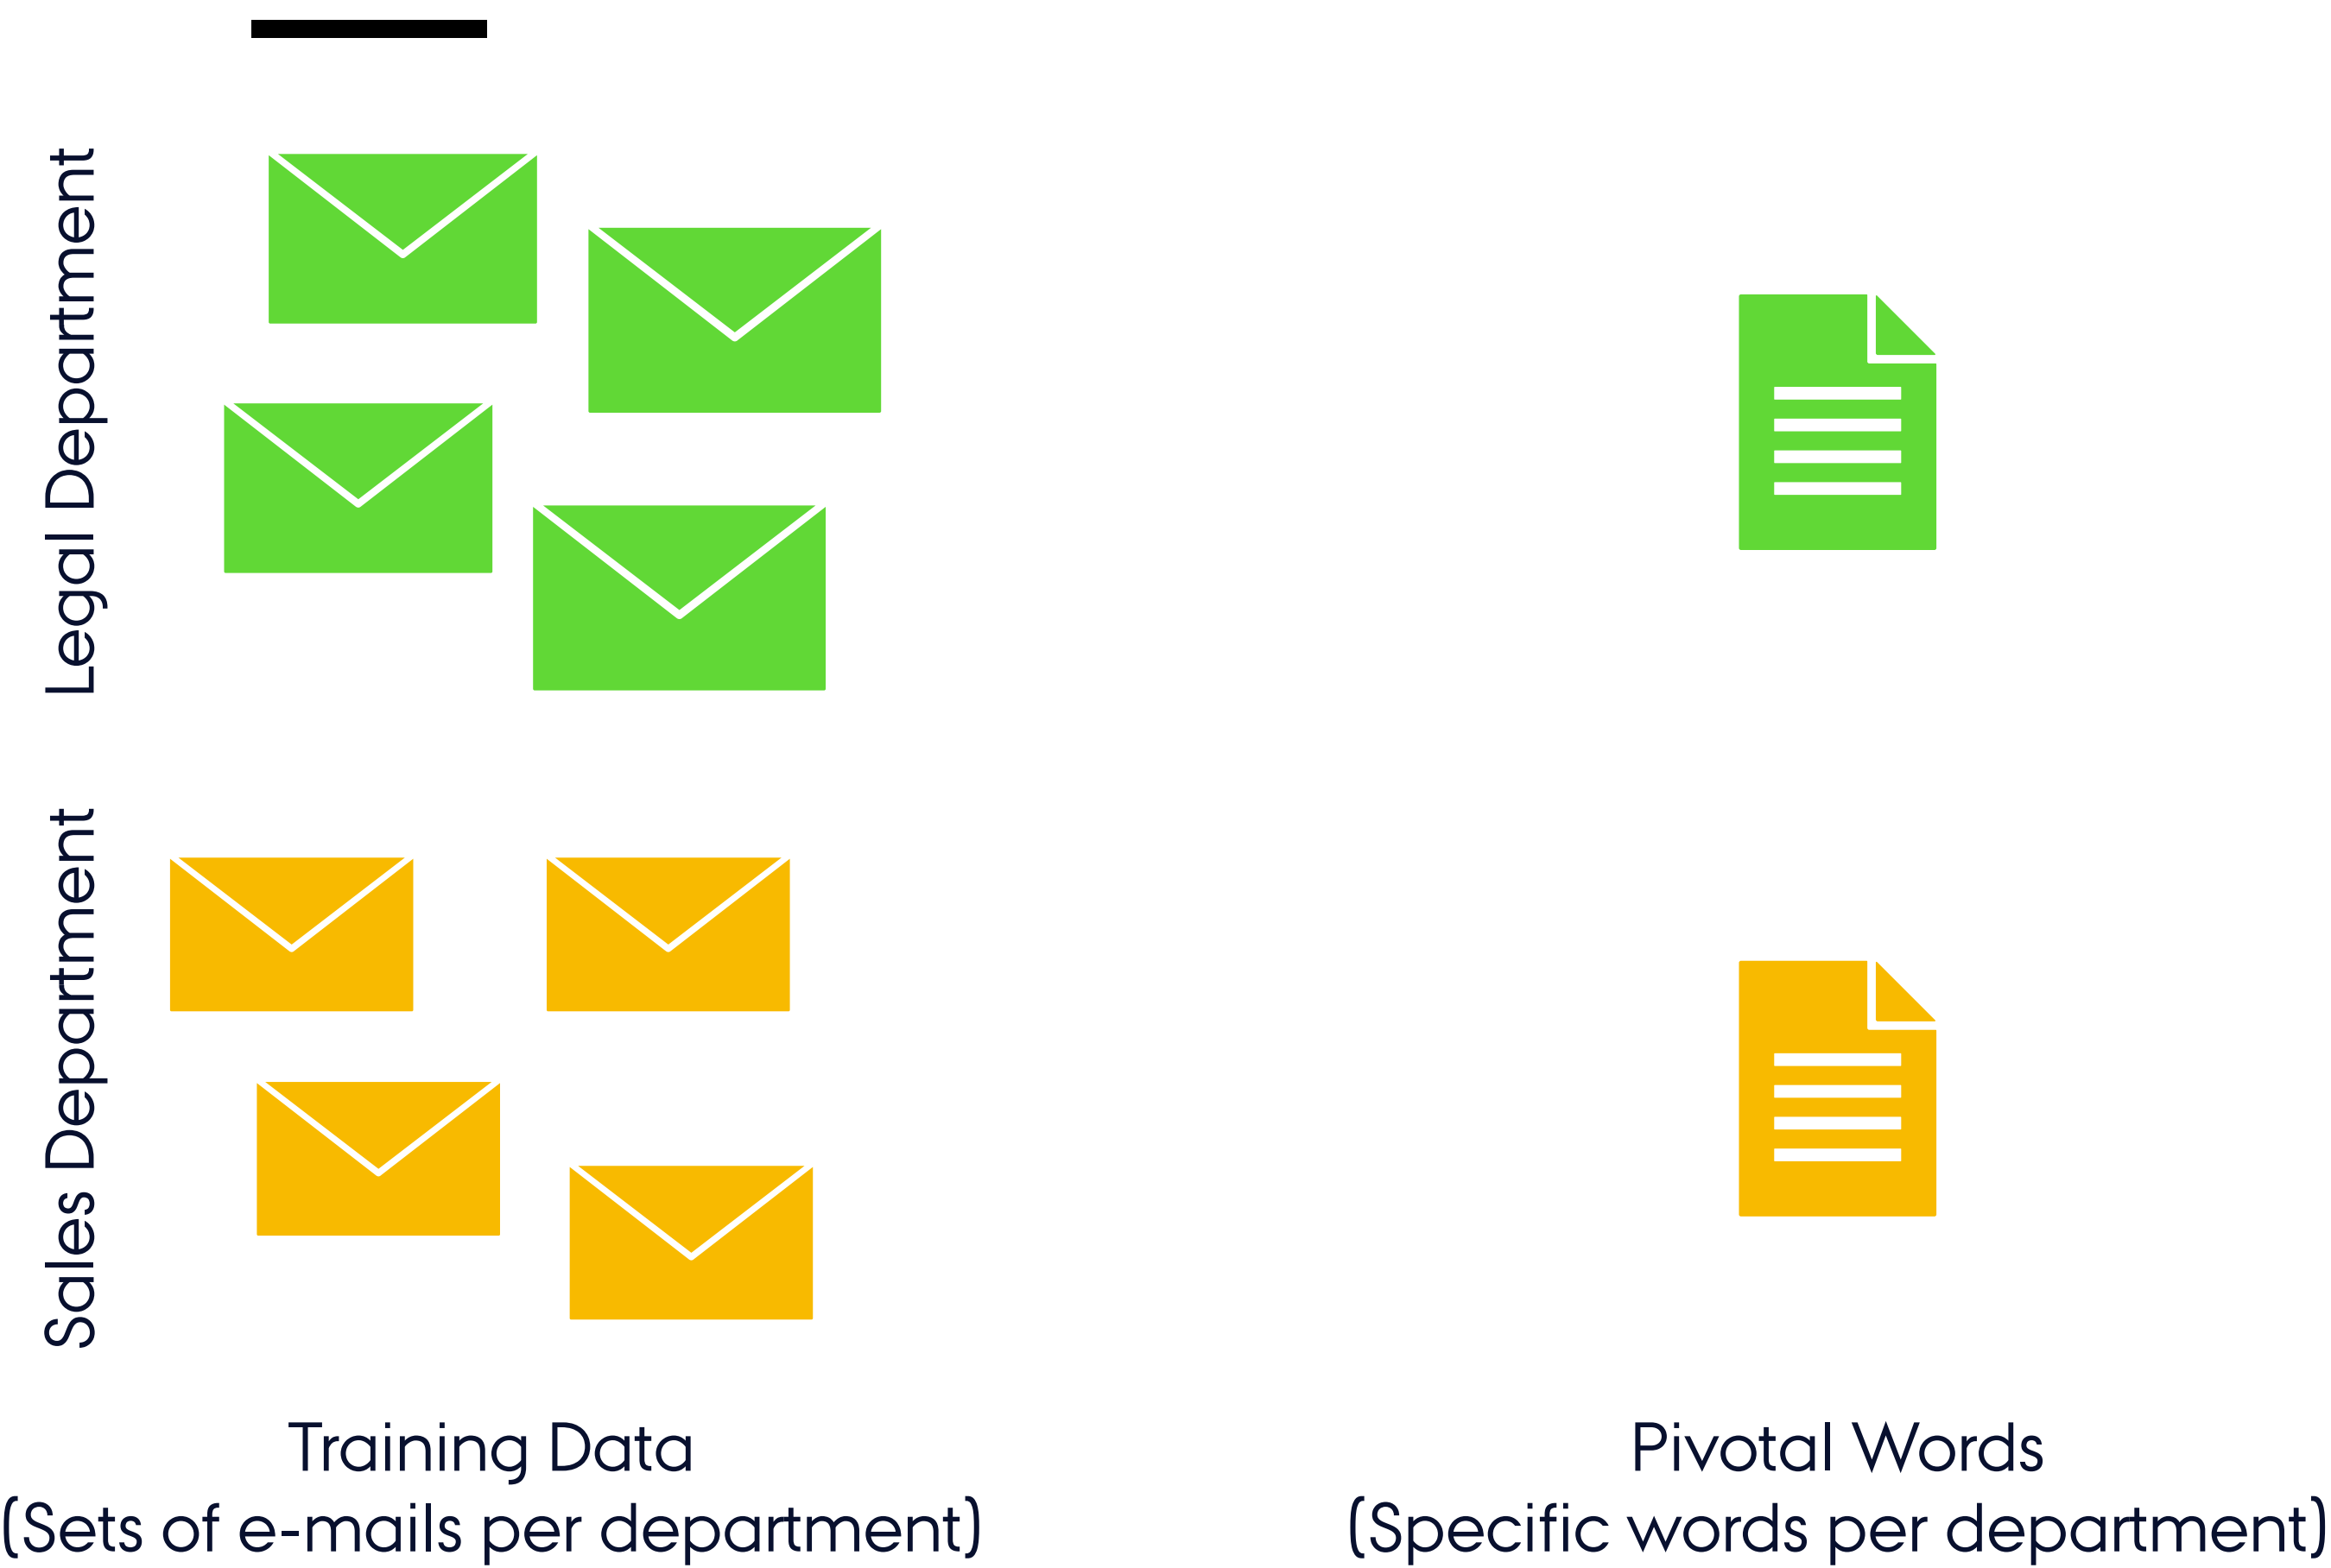 Legal Department
Sales Department
Training Data
(Sets of e-mails per department)
Pivotal Words
(Specific words per department)